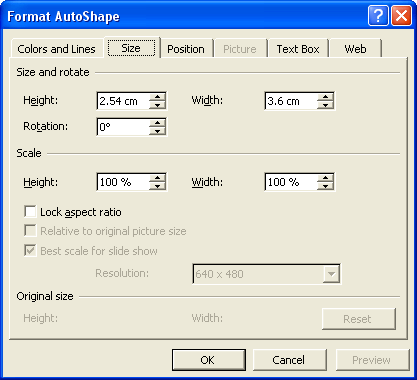 Format AutoShape
Colors and Lines Size Position Picture Text Box Web
Size and rotate
Height: 2.54 cm Width: 3.6 cm
Rotation: 0°
Scale
Height: 100 % Width: 100 %
Lock aspect ratio
Relative to original picture size
Best scale for slide show
Resolution: 640 x 480
Original size
Height: Width: Reset
OK Cancel Preview